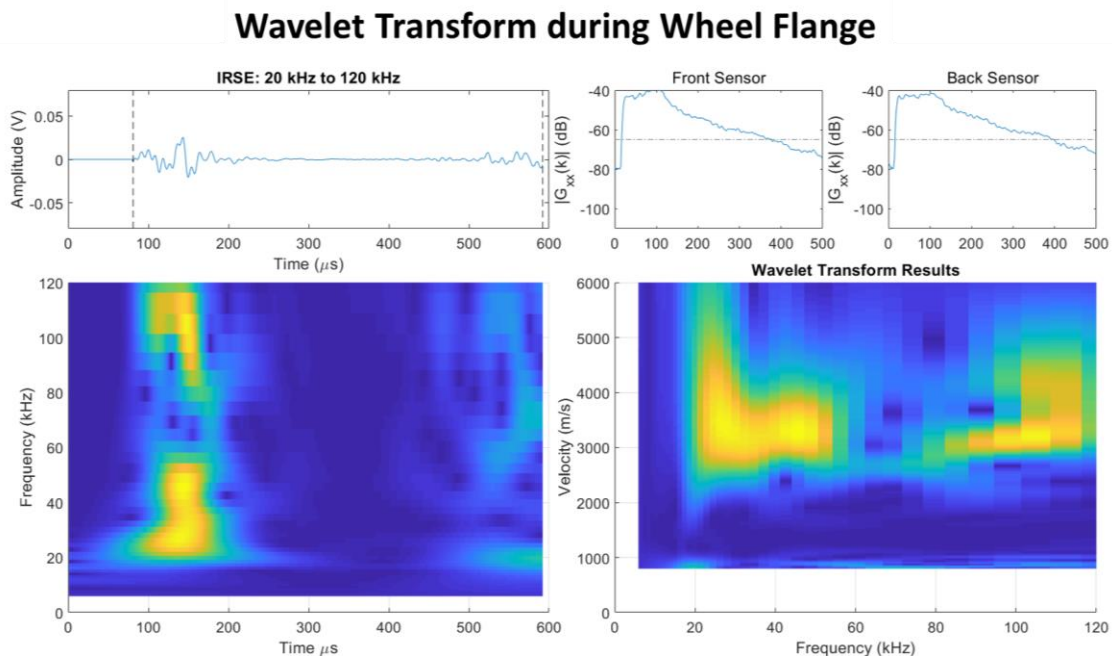 Wavelet Transform during Wheel Flange
IRSE: 20 kHz to 120 kHz
Amplitude (V)
0.05
0
-0.05
0 100 200 300 400 500 600
Time (μs)
Front Sensor
|G_xx(k)| (dB)
-40
-60
-80
-100
0 100 200 300 400 500
Back Sensor
|G_xx(k)| (dB)
-40
-60
-80
-100
0 100 200 300 400 500
Frequency (kHz)
120
100
80
60
40
20
0
0 100 200 300 400 500 600
Time μs
Wavelet Transform Results
Velocity (m/s)
6000
5000
4000
3000
2000
1000
0
0 20 40 60 80 100 120
Frequency (kHz)